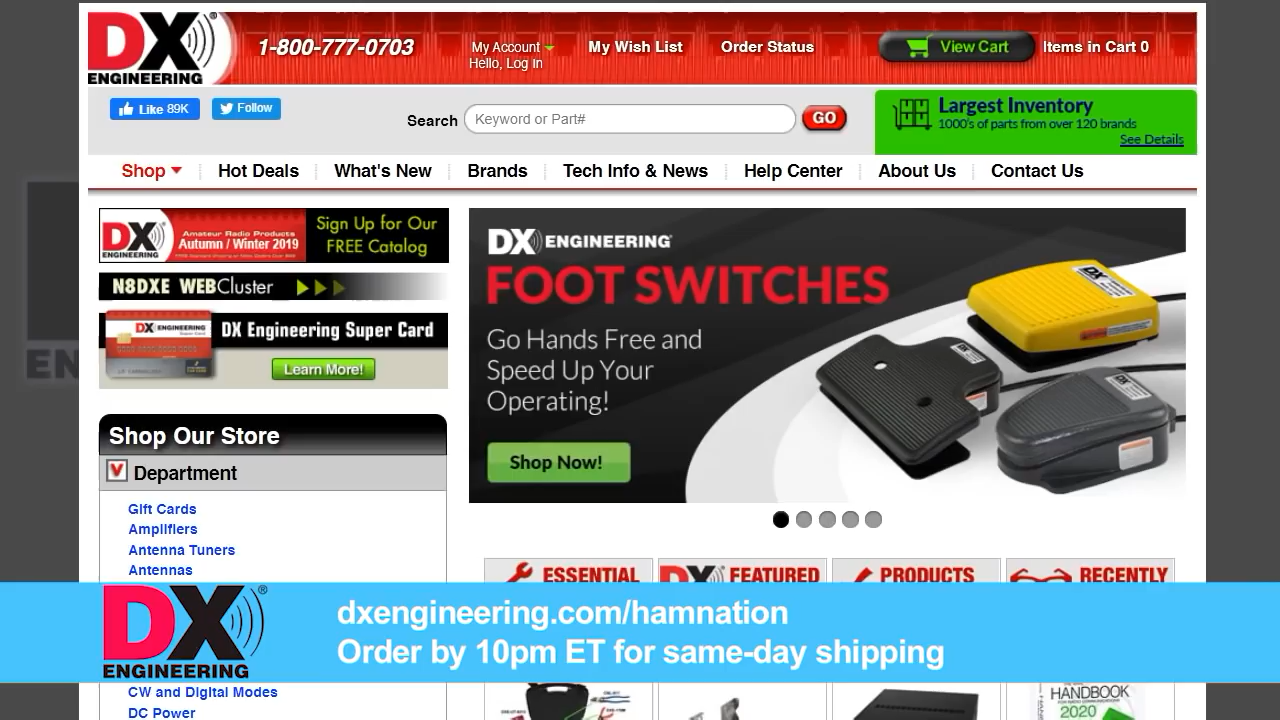 DX
ENGINEERING
1-800-777-0703
My Account
Hello, Log In
My Wish List
Order Status
View Cart
Items in Cart 0
Like 89K
Follow
Search
Keyword or Part#
GO
Largest Inventory
1000's of parts from over 120 brands
See Details
Shop
Hot Deals
What's New
Brands
Tech Info & News
Help Center
About Us
Contact Us
DX
ENGINEERING
Amateur Radio Products
Autumn / Winter 2019
Sign Up for Our
FREE Catalog
N8DXE WEBCluster
DX ENGINEERING
DX Engineering Super Card
Learn More!
DX ENGINEERING
FOOT SWITCHES
Go Hands Free and
Speed Up Your
Operating!
Shop Now!
DX
DX
DX
ENGINEERING
Shop Our Store
Department
Gift Cards
Amplifiers
Antenna Tuners
Antennas
ESSENTIAL
DX FEATURED
PRODUCTS
RECENTLY
DX
ENGINEERING
dxengineering.com/hamnation
Order by 10pm ET for same-day shipping
CW and Digital Modes
DC Power
HANDBOOK
2020